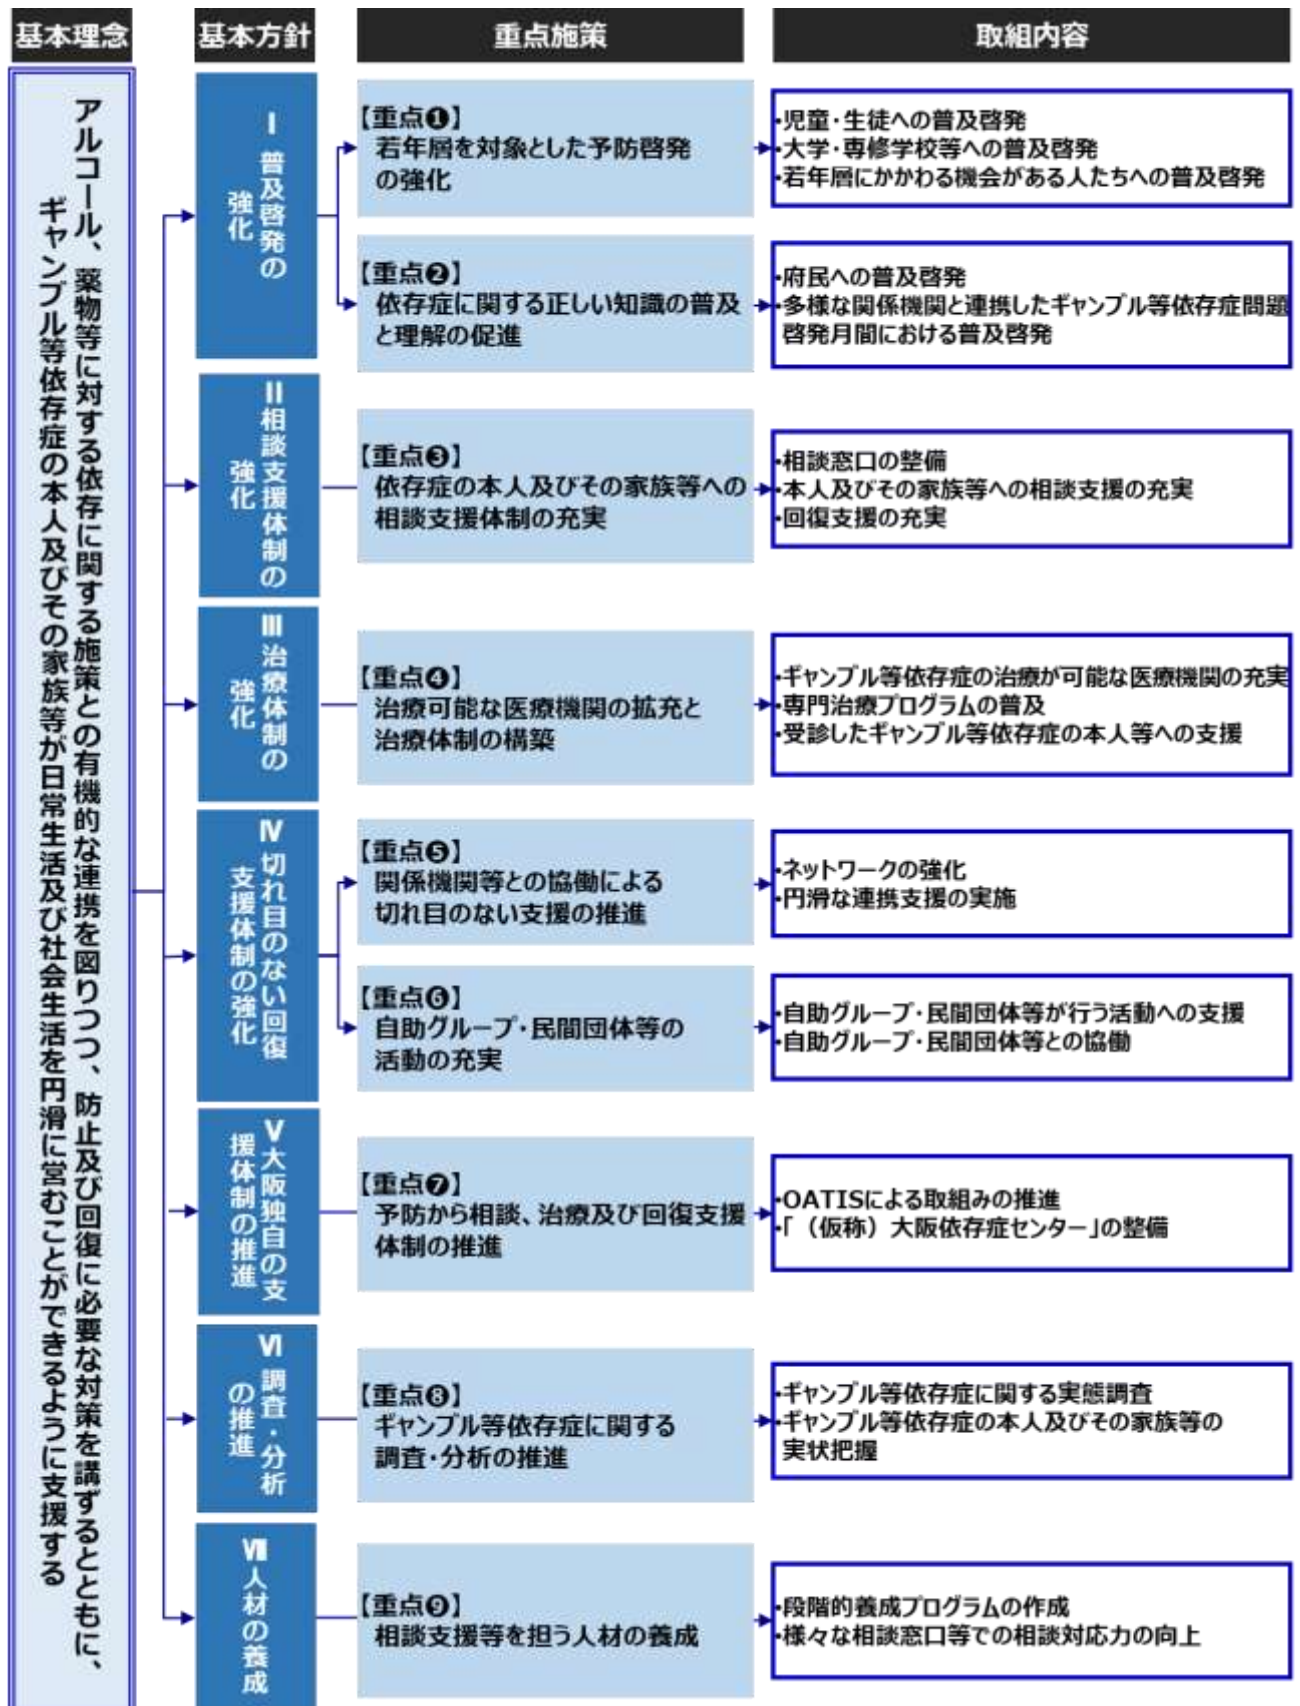 基本理念
基本方針
重点施策
取組内容
アルコール、薬物等に対する依存に関する施策との有機的な連携を図りつつ、防止及び回復に必要な対策を講ずるとともに、
ギャンブル等依存症の本人及びその家族等が日常生活及び社会生活を円滑に営むことができるように支援する
Ⅰ 普及啓発の
強化
【重点❶】
若年層を対象とした予防啓発
の強化
・児童・生徒への普及啓発
・大学・専修学校等への普及啓発
・若年層にかかわる機会がある人たちへの普及啓発
【重点❷】
依存症に関する正しい知識の普及
と理解の促進
・府民への普及啓発
・多様な関係機関と連携したギャンブル等依存症問題
啓発月間における普及啓発
Ⅱ相談支援体制の
強化
【重点❸】
依存症の本人及びその家族等への
相談支援体制の充実
・相談窓口の整備
・本人及びその家族等への相談支援の充実
・回復支援の充実
Ⅲ治療体制の
強化
【重点❹】
治療可能な医療機関の拡充と
治療体制の構築
・ギャンブル等依存症の治療が可能な医療機関の充実
・専門治療プログラムの普及
・受診したギャンブル等依存症の本人等への支援
Ⅳ 切れ目のない回復
支援体制の強化
【重点❺】
関係機関等との協働による
切れ目のない支援の推進
・ネットワークの強化
・円滑な連携支援の実施
【重点❻】
自助グループ・民間団体等の
活動の充実
・自助グループ・民間団体等が行う活動への支援
・自助グループ・民間団体等との協働
Ⅴ大阪独自の支
援体制の推進
【重点❼】
予防から相談、治療及び回復支援
体制の推進
・OATISによる取組みの推進
・「（仮称）大阪依存症センター」の整備
Ⅵ 調査・分析
の推進
【重点❽】
ギャンブル等依存症に関する
調査・分析の推進
・ギャンブル等依存症に関する実態調査
・ギャンブル等依存症の本人及びその家族等の
実状把握
Ⅶ人材の養成
【重点❾】
相談支援等を担う人材の養成
・段階的養成プログラムの作成
・様々な相談窓口等での相談対応力の向上